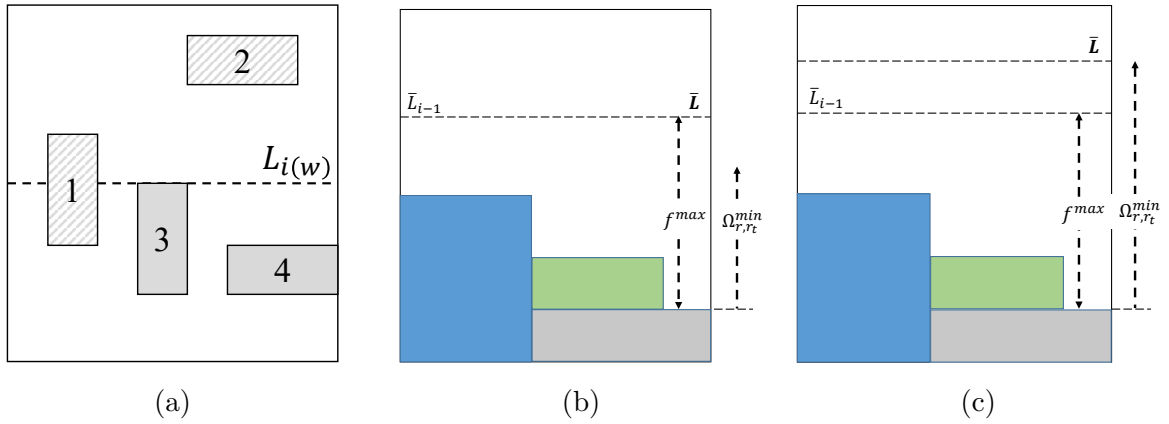 2
L_{i(w)}
1
3
4
(a)
L̄_{i−1} L̄
f^{max} Ω^{min}_{r,r_t}
(b)
L̄
L̄_{i−1}
f^{max} Ω^{min}_{r,r_t}
(c)